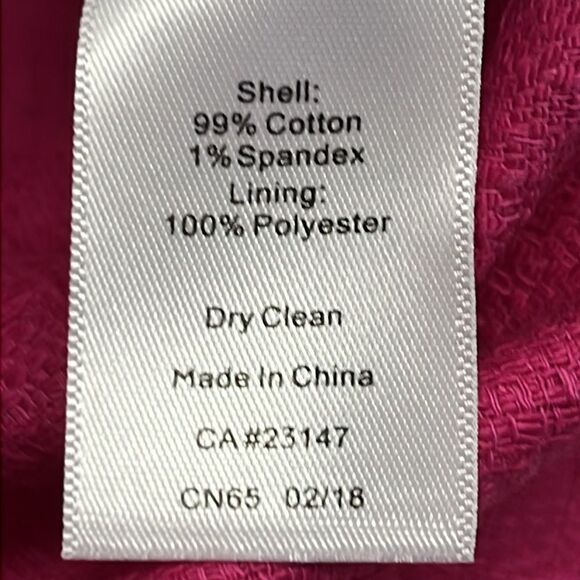 Shell:
99% Cotton
1% Spandex
Lining:
100% Polyester
Dry Clean
Made In China
CA #23147
CN65 02/18